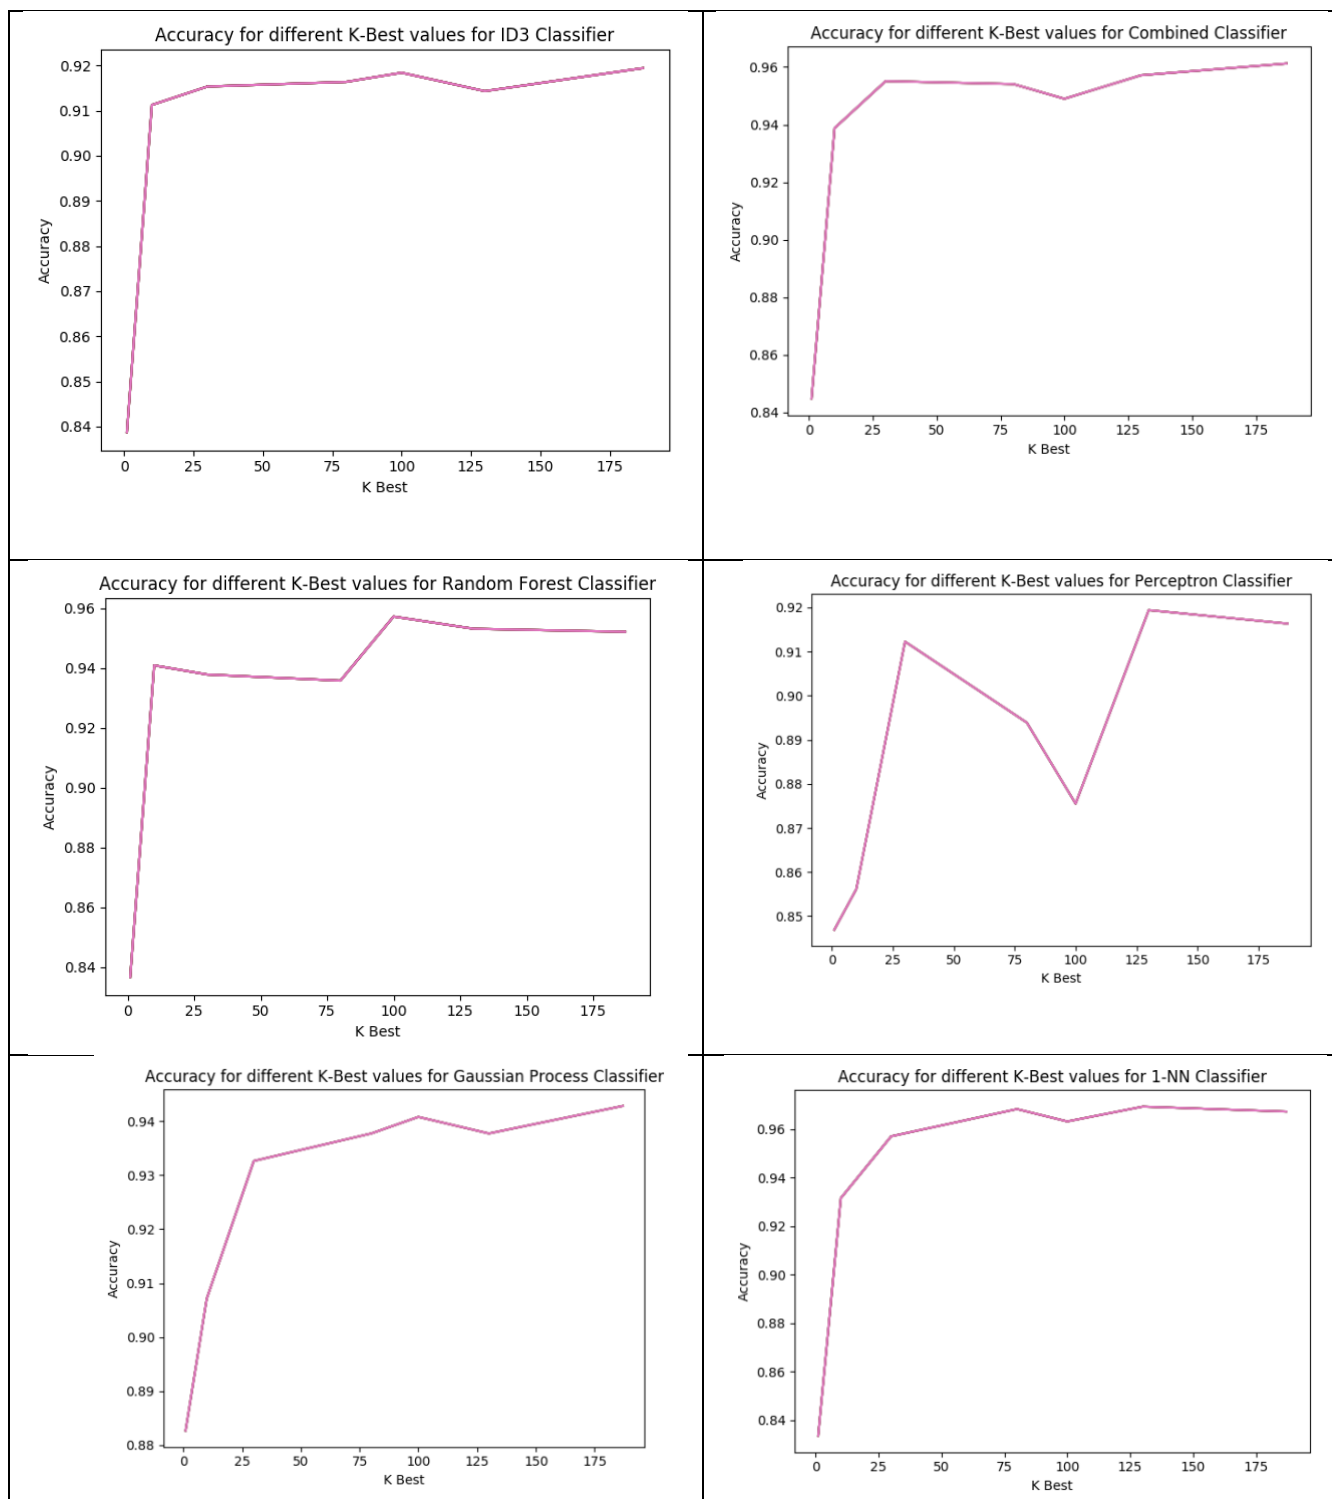 Accuracy for different K-Best values for ID3 Classifier
0.92
0.91
0.90
0.89
0.88
0.87
0.86
0.85
0.84
Accuracy
0 25 50 75 100 125 150 175
K Best
Accuracy for different K-Best values for Combined Classifier
0.96
0.94
0.92
0.90
0.88
0.86
0.84
Accuracy
0 25 50 75 100 125 150 175
K Best
Accuracy for different K-Best values for Random Forest Classifier
0.96
0.94
0.92
0.90
0.88
0.86
0.84
Accuracy
0 25 50 75 100 125 150 175
K Best
Accuracy for different K-Best values for Perceptron Classifier
0.92
0.91
0.90
0.89
0.88
0.87
0.86
0.85
Accuracy
0 25 50 75 100 125 150 175
K Best
Accuracy for different K-Best values for Gaussian Process Classifier
0.94
0.93
0.92
0.91
0.90
0.89
0.88
Accuracy
0 25 50 75 100 125 150 175
K Best
Accuracy for different K-Best values for 1-NN Classifier
0.96
0.94
0.92
0.90
0.88
0.86
0.84
Accuracy
0 25 50 75 100 125 150 175
K Best